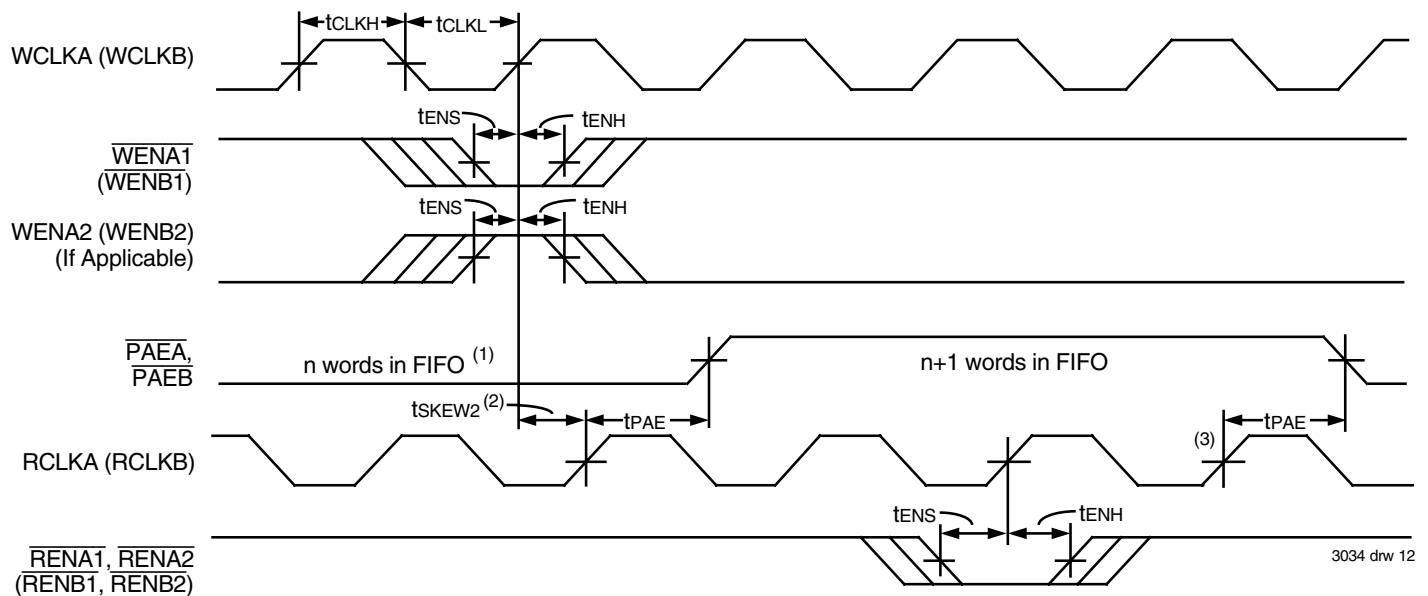 tCLKH
tCLKL
WCLKA (WCLKB)
tENS
tENH
WENA1
(WENB1)
tENS
tENH
WENA2 (WENB2)
(If Applicable)
PAEA,
PAEB
n words in FIFO (1)
n+1 words in FIFO
tSKEW2(2)
tPAE
(3)
tPAE
RCLKA (RCLKB)
tENS
tENH
RENA1, RENA2
(RENB1, RENB2)
3034 drw 12